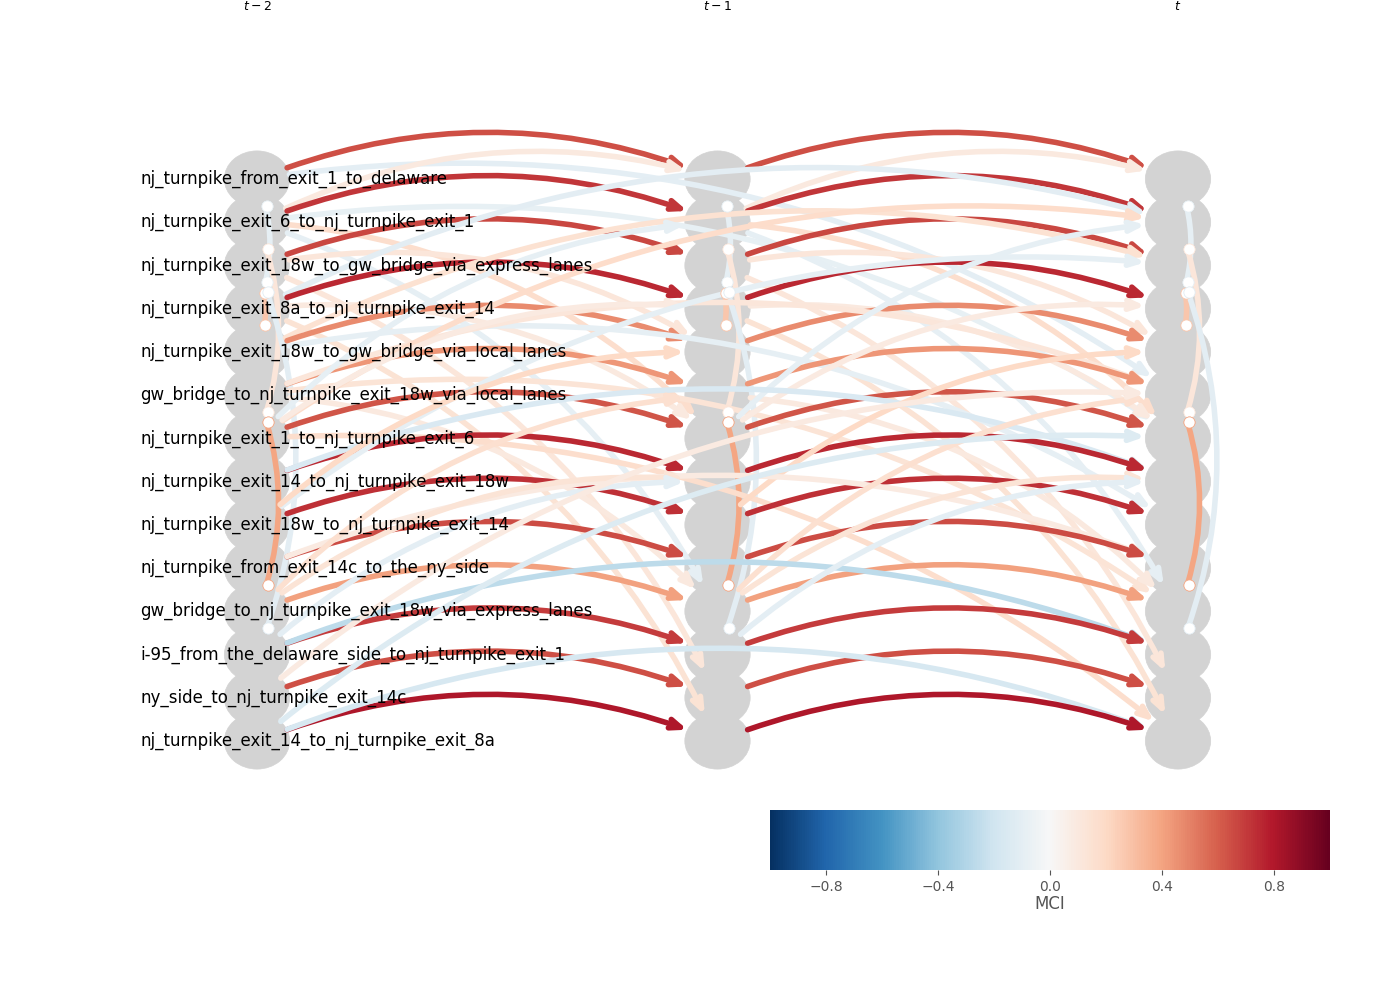 t − 2 t − 1 t
nj_turnpike_from_exit_1_to_delaware
nj_turnpike_exit_6_to_nj_turnpike_exit_1
nj_turnpike_exit_18w_to_gw_bridge_via_express_lanes
nj_turnpike_exit_8a_to_nj_turnpike_exit_14
nj_turnpike_exit_18w_to_gw_bridge_via_local_lanes
gw_bridge_to_nj_turnpike_exit_18w_via_local_lanes
nj_turnpike_exit_1_to_nj_turnpike_exit_6
nj_turnpike_exit_14_to_nj_turnpike_exit_18w
nj_turnpike_exit_18w_to_nj_turnpike_exit_14
nj_turnpike_from_exit_14c_to_the_ny_side
gw_bridge_to_nj_turnpike_exit_18w_via_express_lanes
i-95_from_the_delaware_side_to_nj_turnpike_exit_1
ny_side_to_nj_turnpike_exit_14c
nj_turnpike_exit_14_to_nj_turnpike_exit_8a
−0.8 −0.4 0.0 0.4 0.8
MCI